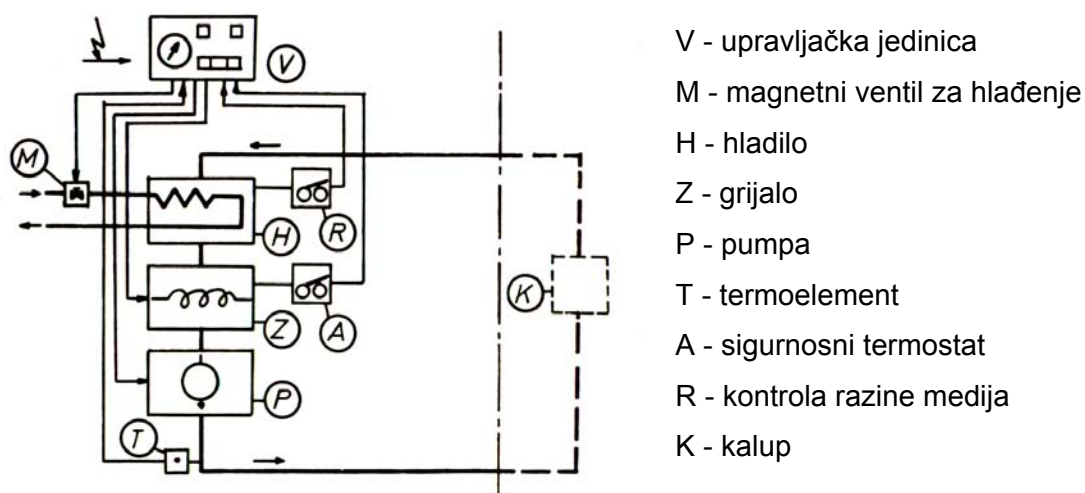 V
M
H
R
Z
A
K
P
T
V - upravljačka jedinica
M - magnetni ventil za hlađenje
H - hladilo
Z - grijalo
P - pumpa
T - termoelement
A - sigurnosni termostat
R - kontrola razine medija
K - kalup